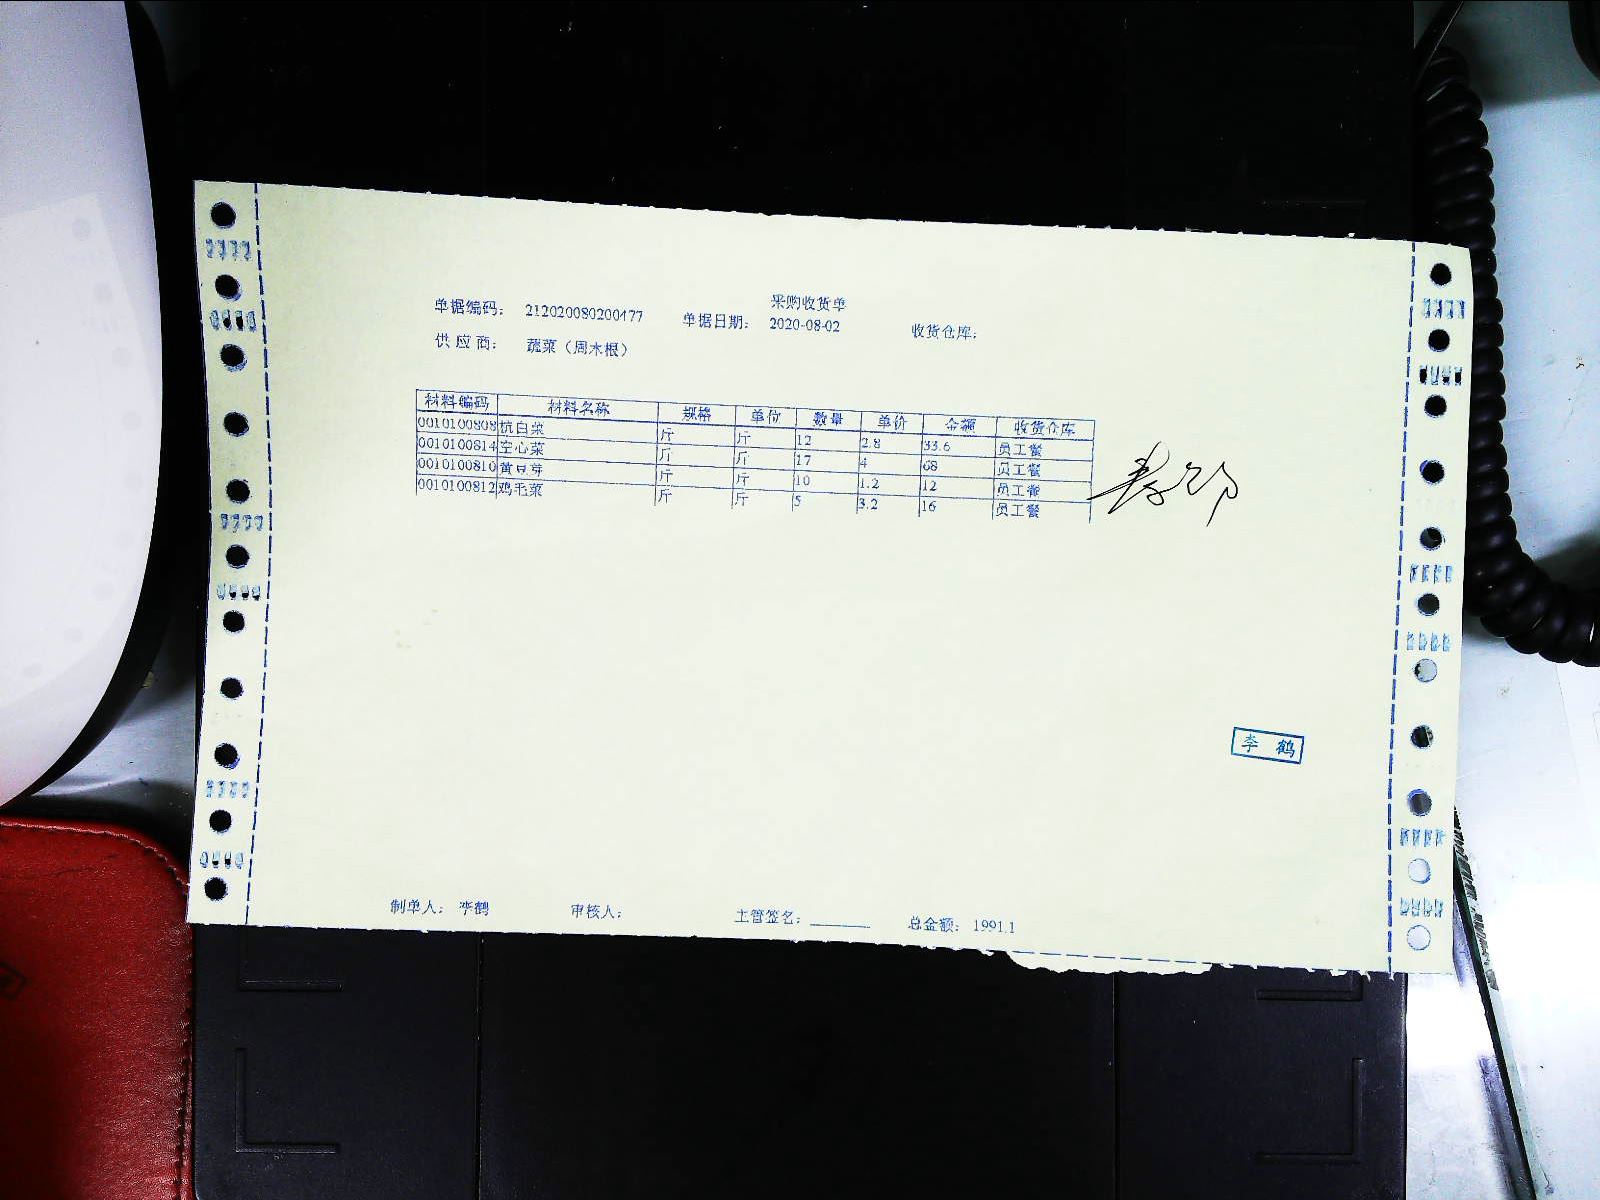 采购收货单
单据编码: 212020080200477 单据日期: 2020-08-02 收货仓库:
供应商: 蔬菜（周木根）
材料编码 材料名称 规格 单位 数量 单价 金额 收货仓库
0010100808 杭白菜 斤 斤 12 2.8 33.6 员工餐
0010100814 空心菜 斤 斤 17 4 68 员工餐
0010100810 黄豆芽 斤 斤 10 1.2 12 员工餐
0010100812 鸡毛菜 斤 斤 5 3.2 16 员工餐
李 鹤
制单人: 李鹤 审核人: 主管签名: 总金额: 1991.1